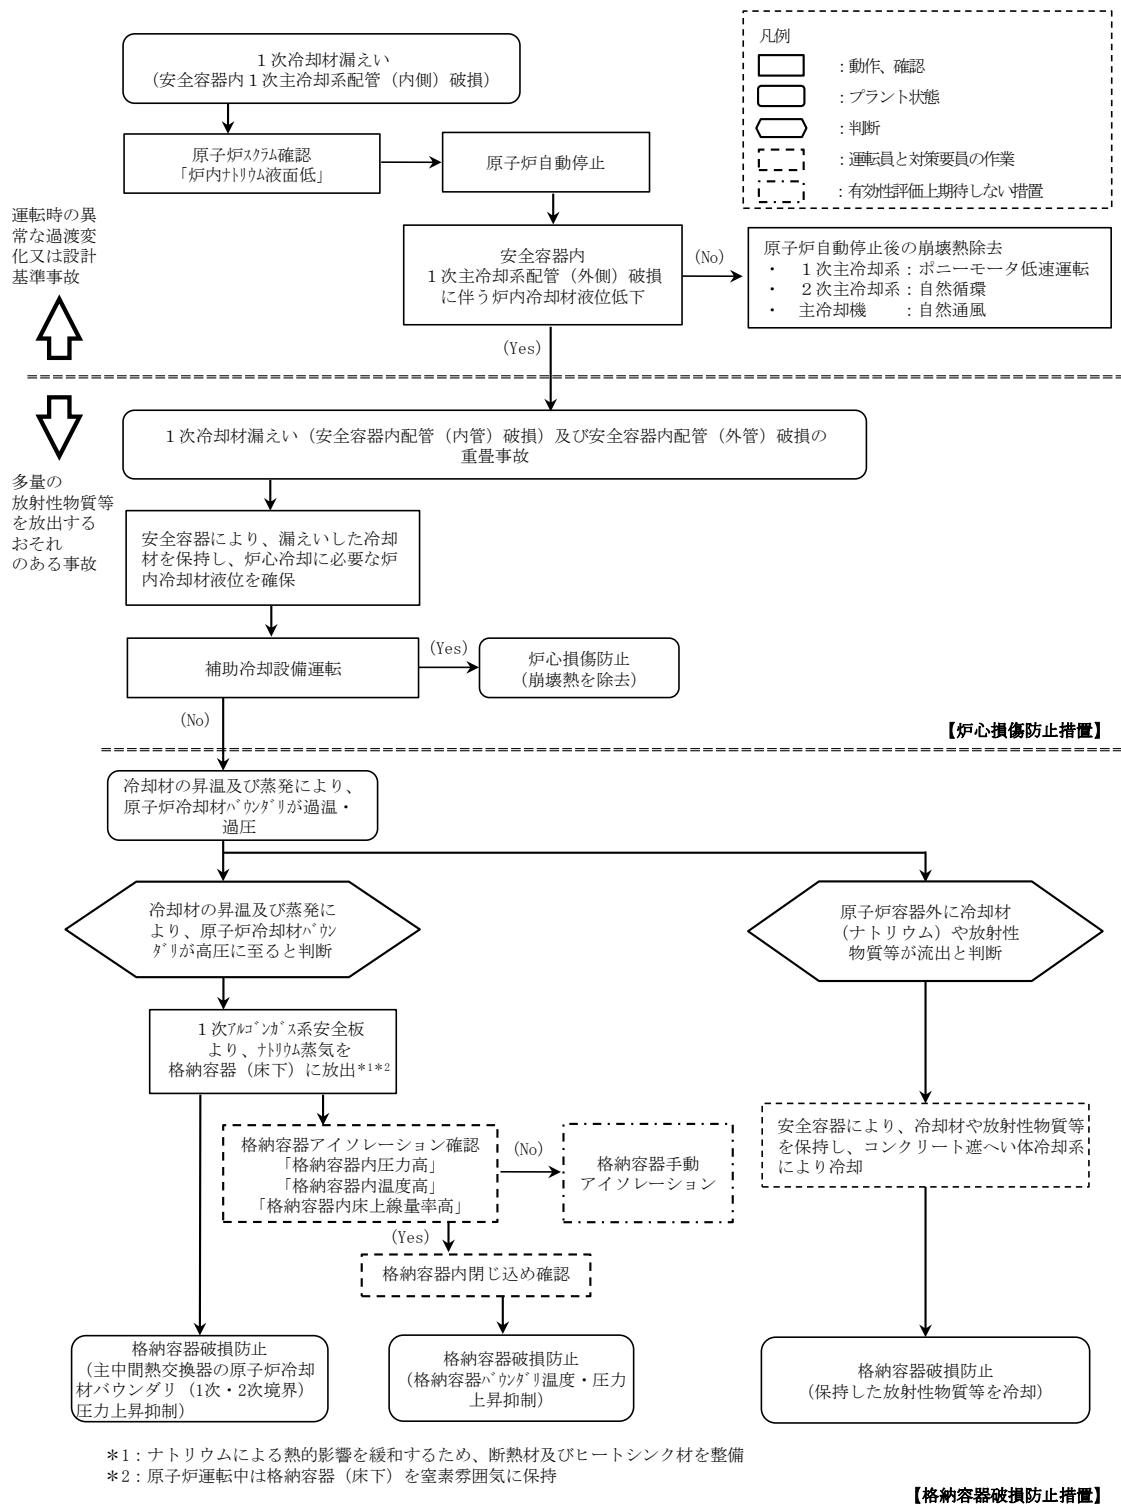 凡例
：動作、確認
：プラント状態
：判断
：運転員と対策要員の作業
：有効性評価上期待しない措置
１次冷却材漏えい
（安全容器内１次主冷却系配管（内側）破損）
原子炉ｽｸﾗﾑ確認
「炉内ﾅﾄﾘｳﾑ液面低」
原子炉自動停止
運転時の異
常な過渡変
化又は設計
基準事故
安全容器内
１次主冷却系配管（外側）破損
に伴う炉内冷却材液位低下
(No)
原子炉自動停止後の崩壊熱除去
・　１次主冷却系：ポニーモータ低速運転
・　２次主冷却系：自然循環
・　主冷却機　　：自然通風
(Yes)
１次冷却材漏えい（安全容器内配管（内管）破損）及び安全容器内配管（外管）破損の
重畳事故
多量の
放射性物質等
を放出する
おそれ
のある事故
安全容器により、漏えいした冷却
材を保持し、炉心冷却に必要な炉
内冷却材液位を確保
補助冷却設備運転
(Yes)
炉心損傷防止
（崩壊熱を除去）
(No)
【炉心損傷防止措置】
冷却材の昇温及び蒸発により、
原子炉冷却材ﾊﾞｳﾝﾀﾞﾘが過温・
過圧
冷却材の昇温及び蒸発に
より、原子炉冷却材ﾊﾞｳﾝ
ﾀﾞﾘが高圧に至ると判断
原子炉容器外に冷却材
（ナトリウム）や放射性
物質等が流出と判断
１次ｱﾙｺﾞﾝｶﾞｽ系安全板
より、ﾅﾄﾘｳﾑ蒸気を
格納容器（床下）に放出*1*2
格納容器アイソレーション確認
「格納容器内圧力高」
「格納容器内温度高」
「格納容器内床上線量率高」
(No)
格納容器手動
アイソレーション
安全容器により、冷却材や放射性物質等
を保持し、コンクリート遮へい体冷却系
により冷却
(Yes)
格納容器内閉じ込め確認
格納容器破損防止
（主中間熱交換器の原子炉冷却
材バウンダリ（1次・2次境界）
圧力上昇抑制）
格納容器破損防止
（格納容器ﾊﾞｳﾝﾀﾞﾘ温度・圧力
上昇抑制）
格納容器破損防止
（保持した放射性物質等を冷却）
＊1：ナトリウムによる熱的影響を緩和するため、断熱材及びヒートシンク材を整備
＊2：原子炉運転中は格納容器（床下）を窒素雰囲気に保持
【格納容器破損防止措置】